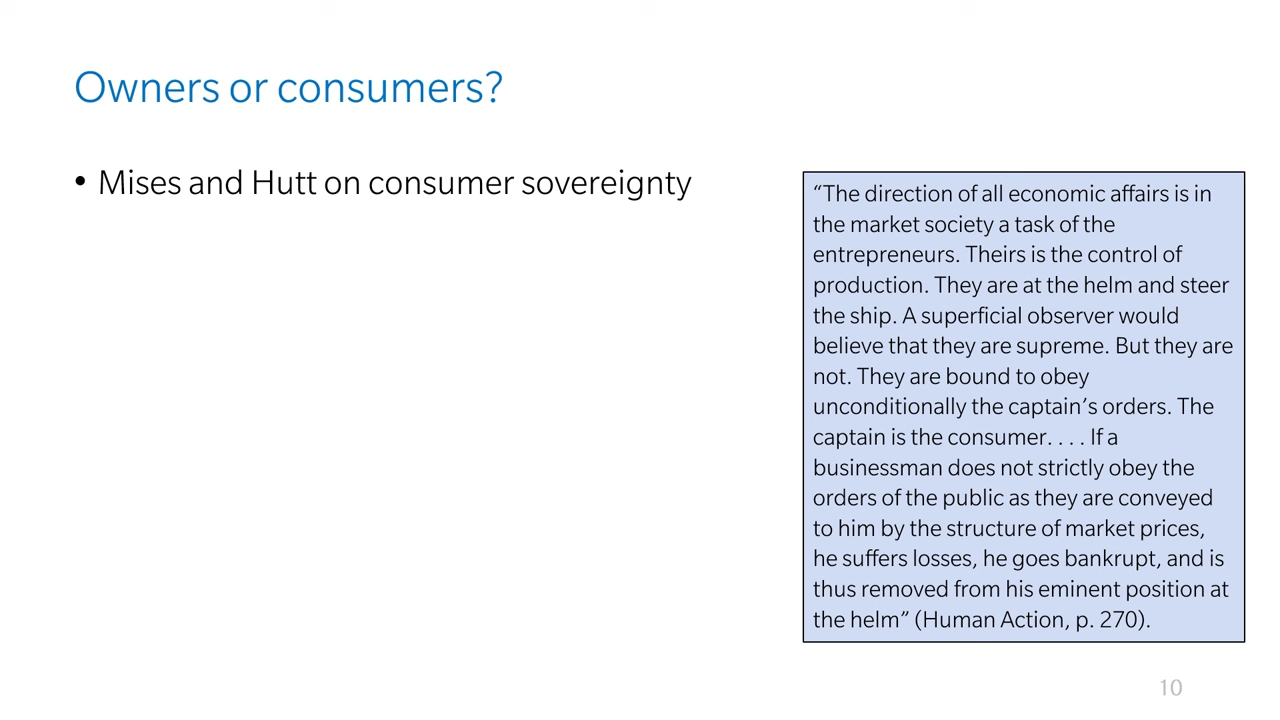 Owners or consumers?
• Mises and Hutt on consumer sovereignty
“The direction of all economic affairs is in
the market society a task of the
entrepreneurs. Theirs is the control of
production. They are at the helm and steer
the ship. A superficial observer would
believe that they are supreme. But they are
not. They are bound to obey
unconditionally the captain’s orders. The
captain is the consumer. . . . If a
businessman does not strictly obey the
orders of the public as they are conveyed
to him by the structure of market prices,
he suffers losses, he goes bankrupt, and is
thus removed from his eminent position at
the helm” (Human Action, p. 270).
10